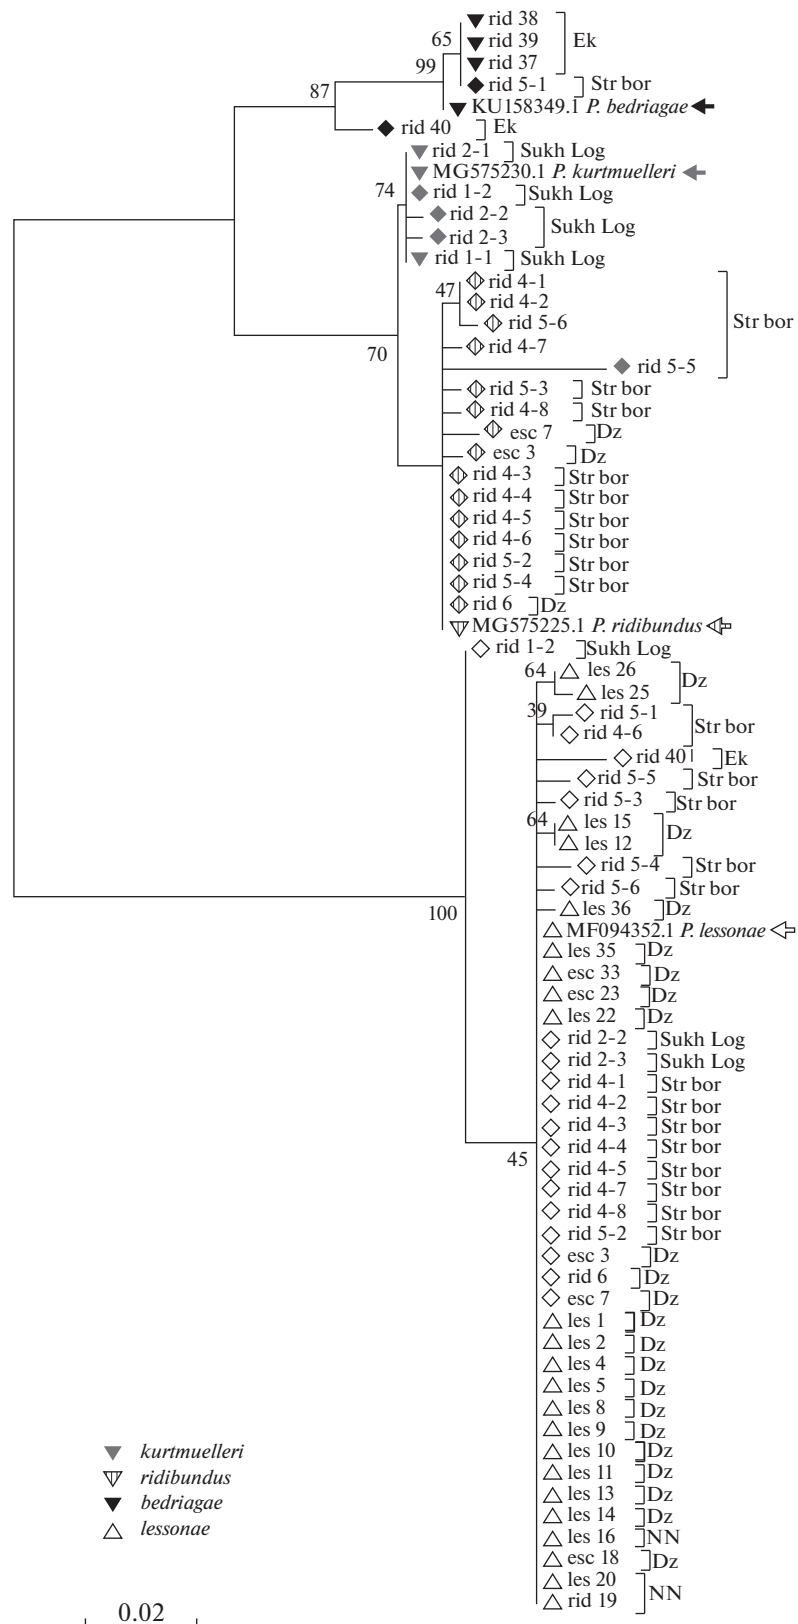 rid 38
65 rid 39 Ek
rid 37
99
87 rid 5-1 Str bor
KU158349.1 P. bedriagae
rid 40 Ek
rid 2-1 Sukh Log
MG575230.1 P. kurtmuelleri
74 rid 1-2 Sukh Log
rid 2-2 Sukh Log
rid 2-3
rid 1-1 Sukh Log
rid 4-1
47 rid 4-2
rid 5-6 Str bor
rid 4-7
70
rid 5-5
rid 5-3 Str bor
rid 4-8 Str bor
esc 7 Dz
esc 3 Dz
rid 4-3 Str bor
rid 4-4 Str bor
rid 4-5 Str bor
rid 4-6 Str bor
rid 5-2 Str bor
rid 5-4 Str bor
rid 6 Dz
MG575225.1 P. ridibundus
rid 1-2 Sukh Log
64 les 26 Dz
les 25
39 rid 5-1 Str bor
rid 4-6
rid 40 Ek
rid 5-5 Str bor
rid 5-3 Str bor
64 les 15 Dz
les 12
rid 5-4 Str bor
rid 5-6 Str bor
les 36 Dz
100
MF094352.1 P. lessonae
les 35 Dz
esc 33 Dz
esc 23 Dz
les 22 Dz
rid 2-2 Sukh Log
rid 2-3 Sukh Log
rid 4-1 Str bor
rid 4-2 Str bor
rid 4-3 Str bor
rid 4-4 Str bor
45 rid 4-5 Str bor
rid 4-7 Str bor
rid 4-8 Str bor
rid 5-2 Str bor
esc 3 Dz
rid 6 Dz
esc 7 Dz
les 1 Dz
les 2 Dz
les 4 Dz
les 5 Dz
les 8 Dz
les 9 Dz
les 10 Dz
les 11 Dz
les 13 Dz
les 14 Dz
les 16 NN
esc 18 Dz
les 20 NN
rid 19
kurtmuelleri
ridibundus
bedriagae
lessonae
0.02